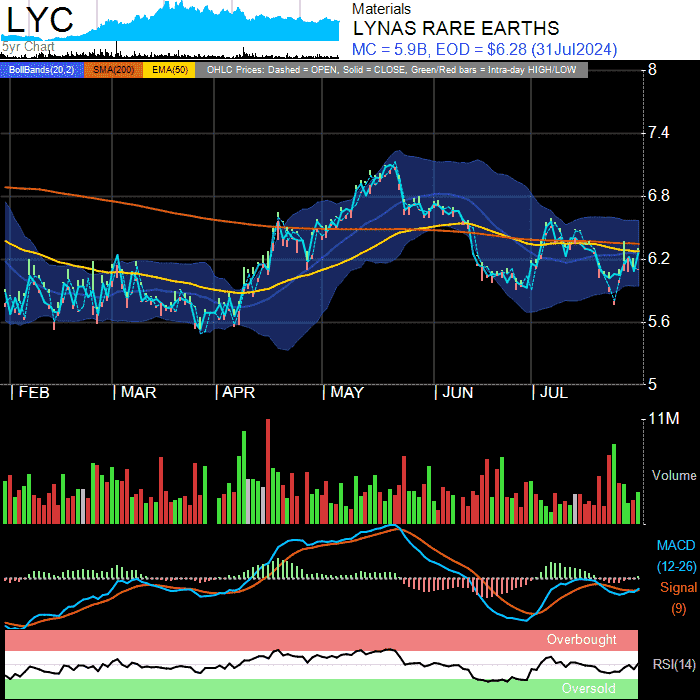 LYC
5yr Chart
Materials
LYNAS RARE EARTHS
MC = 5.9B, EOD = $6.28 (31Jul2024)
BollBands(20,2) SMA(200) EMA(50) OHLC Prices: Dashed = OPEN, Solid = CLOSE, Green/Red bars = Intra-day HIGH/LOW
8
7.4
6.8
6.2
5.6
5
| FEB | MAR | APR | MAY | JUN | JUL
11M
Volume
MACD
(12-26)
Signal
(9)
Overbought
RSI(14)
Oversold